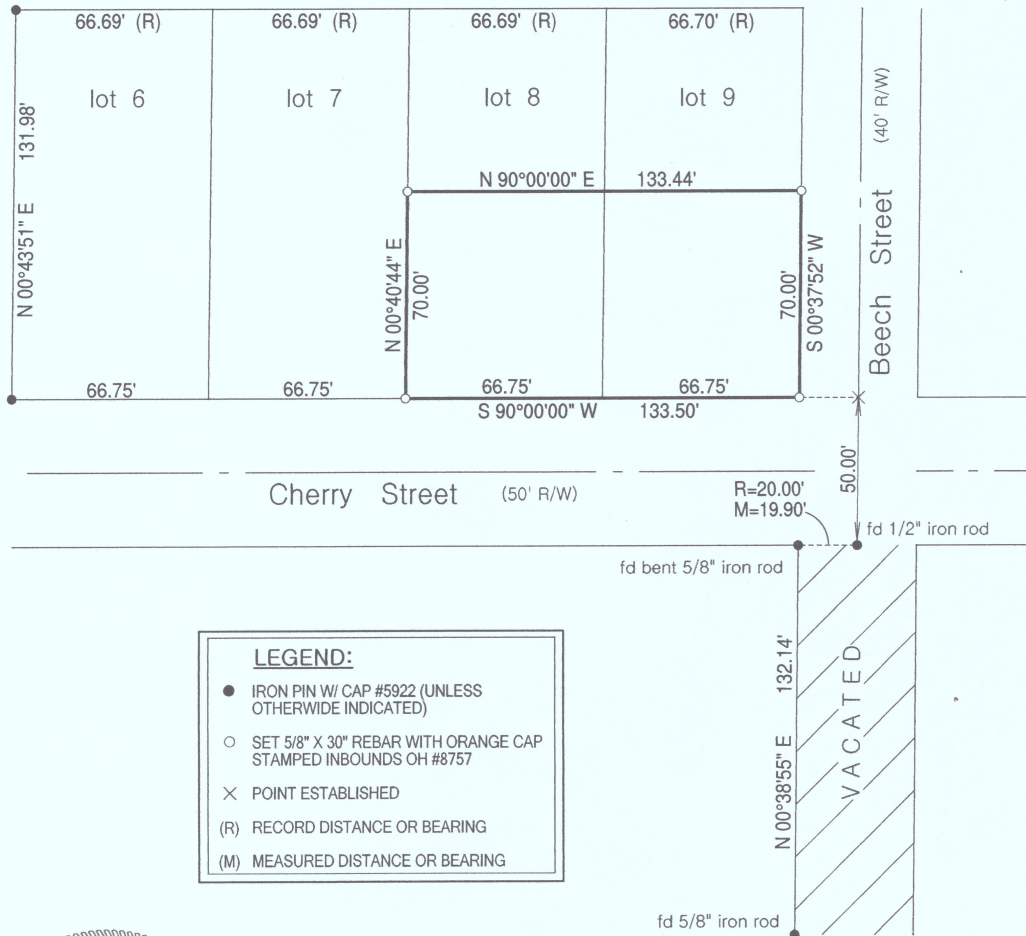 66.69' (R) 66.69' (R) 66.69' (R) 66.70' (R)
lot 6 lot 7 lot 8 lot 9
(40' R/W)
Beech Street
N 00°43'51" E 131.98'
N 90°00'00" E 133.44'
N 00°40'44" E
70.00'
70.00'
S 00°37'52" W
66.75' 66.75' 66.75' 66.75'
S 90°00'00" W 133.50'
Cherry Street (50' R/W)
50.00'
R=20.00'
M=19.90'
fd 1/2" iron rod
fd bent 5/8" iron rod
N 00°38'55" E 132.14'
VACATED
fd 5/8" iron rod
LEGEND:
IRON PIN W/ CAP #5922 (UNLESS
OTHERWIDE INDICATED)
SET 5/8" X 30" REBAR WITH ORANGE CAP
STAMPED INBOUNDS OH #8757
POINT ESTABLISHED
(R) RECORD DISTANCE OR BEARING
(M) MEASURED DISTANCE OR BEARING